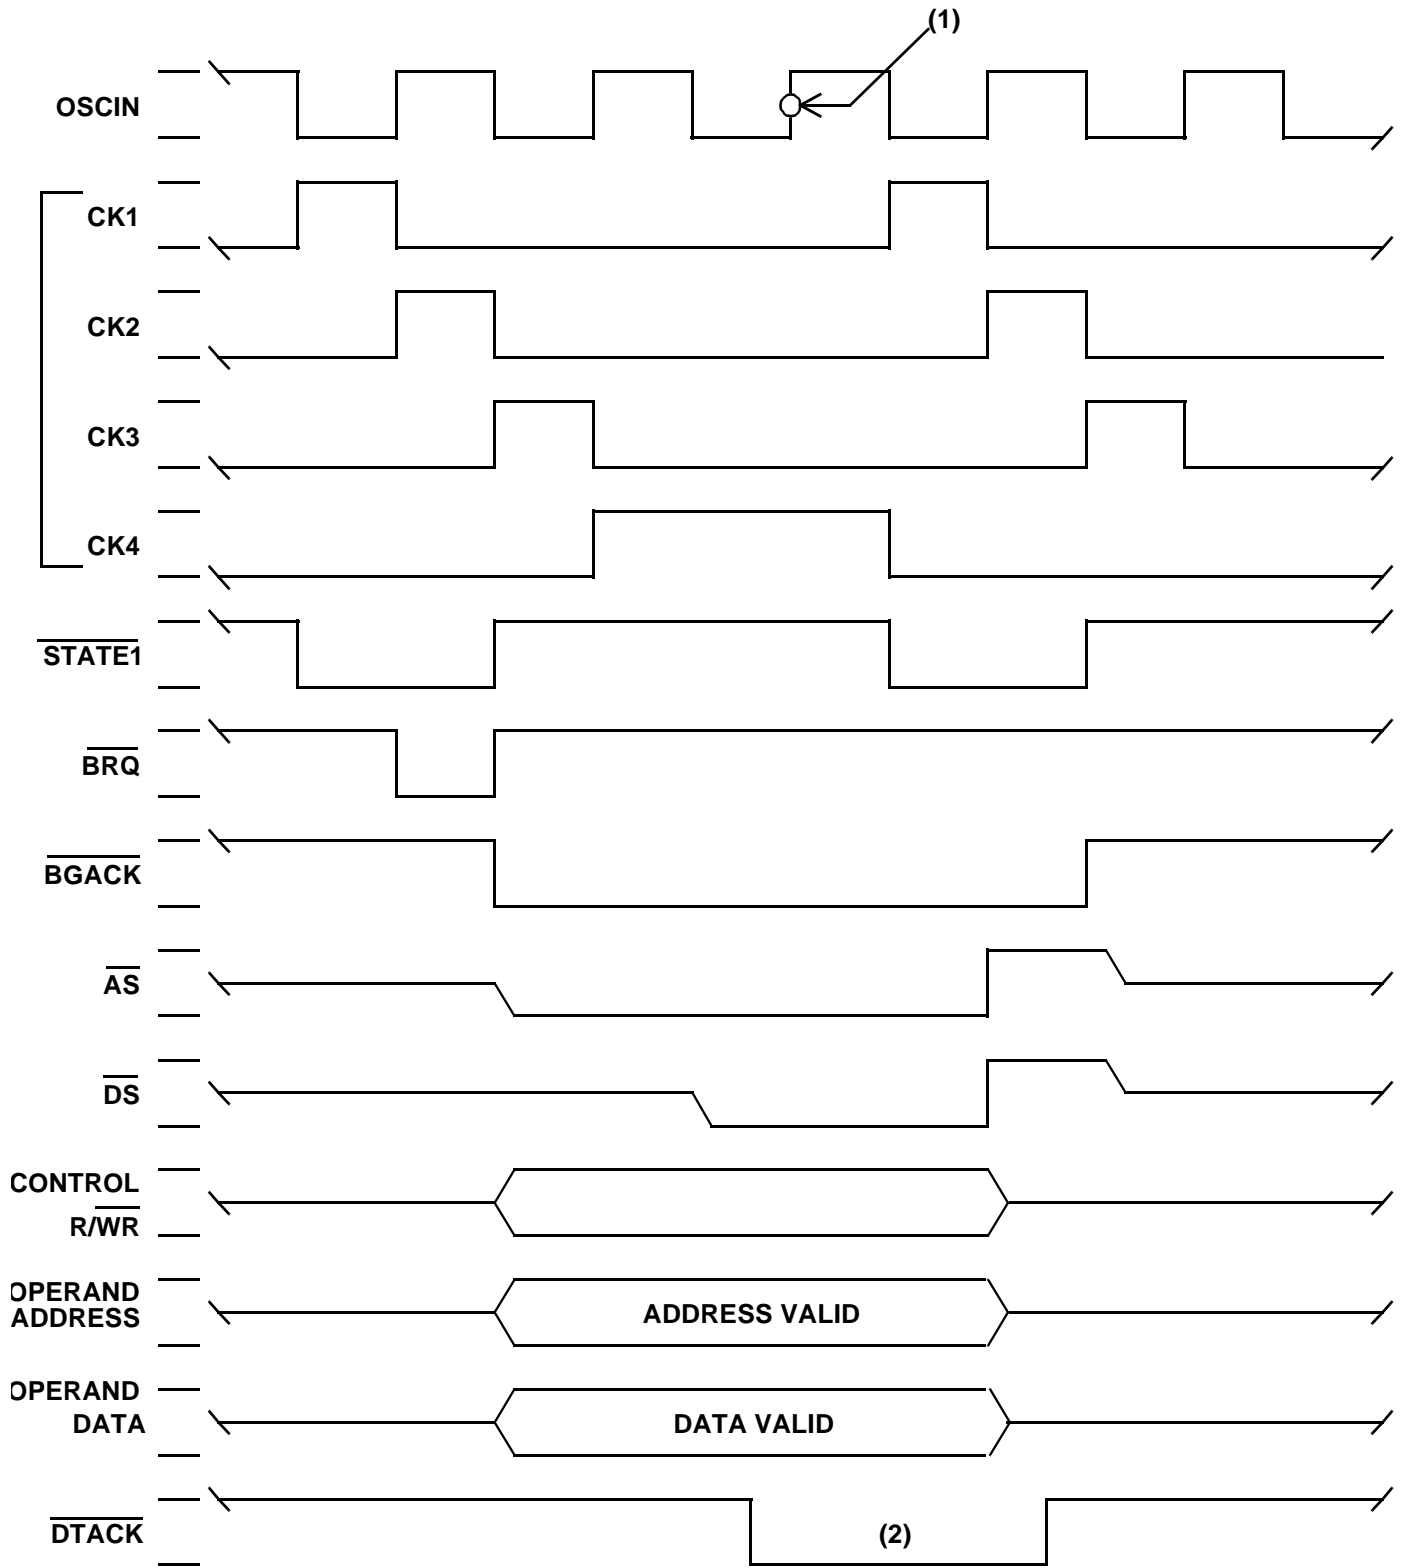 (1)
OSCIN
CK1
CK2
CK3
CK4
STATE1
BRQ
BGACK
AS
DS
CONTROL
R/WR
OPERAND
ADDRESS
ADDRESS VALID
OPERAND
DATA
DATA VALID
DTACK
(2)